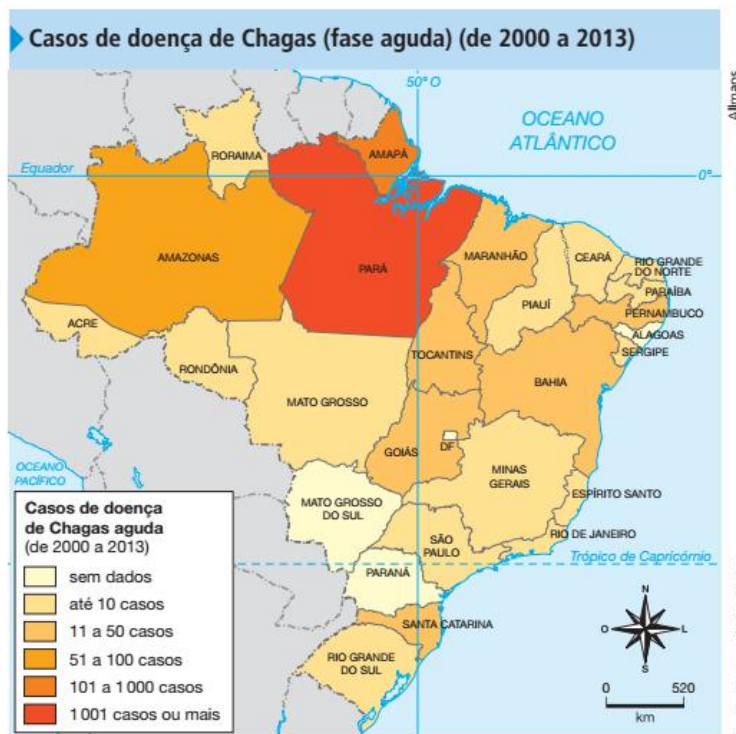 Casos de doença de Chagas (fase aguda) (de 2000 a 2013)
Allmaps
50° O
OCEANO
ATLÂNTICO
Equador
0°
RORAIMA
AMAPÁ
AMAZONAS
PARÁ
MARANHÃO
CEARÁ
RIO GRANDE
DO NORTE
PARAÍBA
PIAUÍ
PERNAMBUCO
ACRE
ALAGOAS
SERGIPE
TOCANTINS
RONDÔNIA
BAHIA
MATO GROSSO
GOIÁS
DF
OCEANO
PACÍFICO
MINAS
GERAIS
MATO GROSSO
DO SUL
ESPÍRITO SANTO
RIO DE JANEIRO
SÃO
PAULO
Trópico de Capricórnio
PARANÁ
SANTA CATARINA
RIO GRANDE
DO SUL
Casos de doença
de Chagas aguda
(de 2000 a 2013)
sem dados
até 10 casos
11 a 50 casos
51 a 100 casos
101 a 1 000 casos
1 001 casos ou mais
N
O
L
S
0
520
km